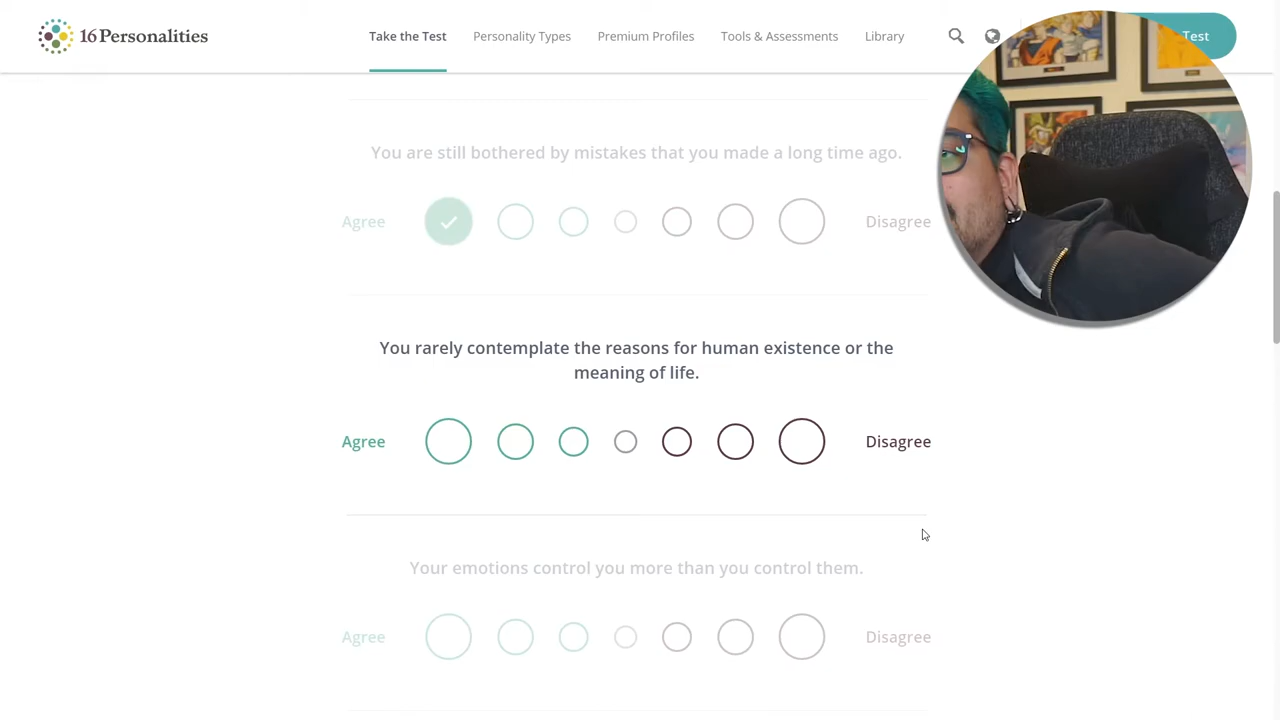 16Personalities
Take the Test
Personality Types
Premium Profiles
Tools & Assessments
Library
Test
You are still bothered by mistakes that you made a long time ago.
Agree
Disagree
You rarely contemplate the reasons for human existence or the
meaning of life.
Agree
Disagree
Your emotions control you more than you control them.
Agree
Disagree